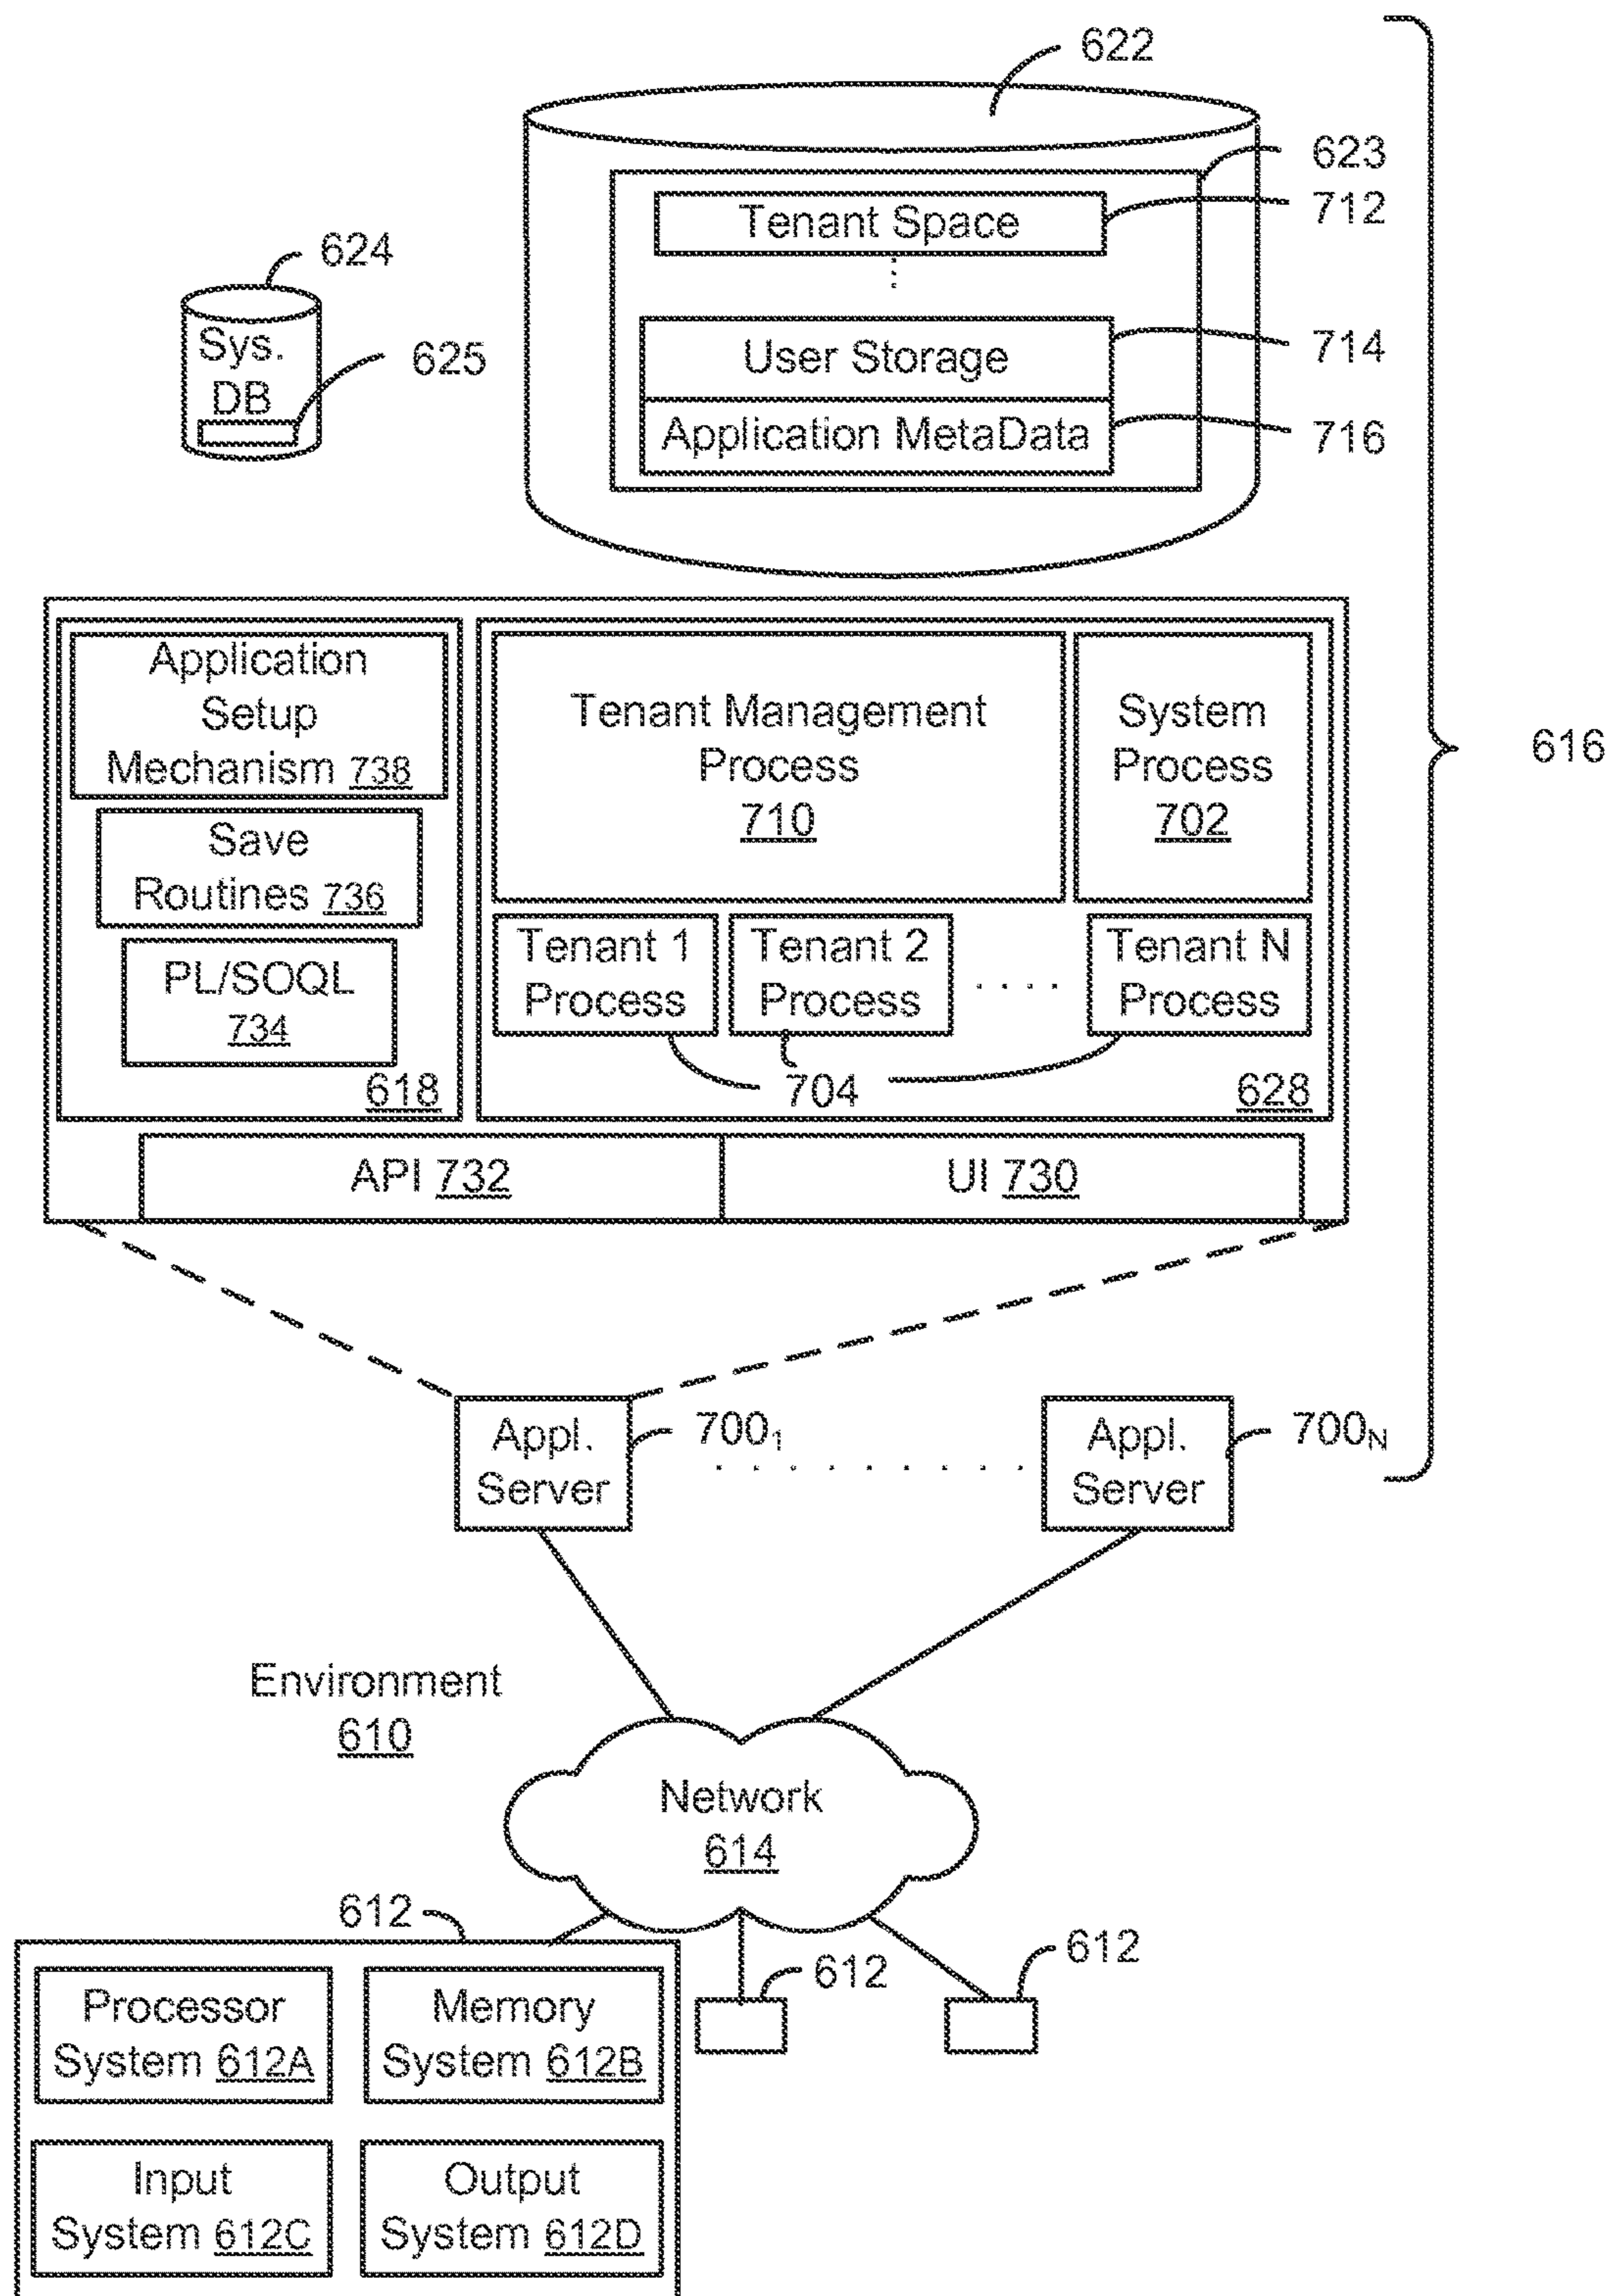 622
623
Tenant Space
712
624
Sys.
DB
625
User Storage
714
Application MetaData
716
616
Application
Setup
Mechanism 738
Save
Routines 736
PL/SOQL
734
618
Tenant Management
Process
710
System
Process
702
Tenant 1
Process
Tenant 2
Process
Tenant N
Process
704
628
API 732
UI 730
Appl.
Server
700₁
Appl.
Server
700N
Environment
610
Network
614
612
612
612
Processor
System 612A
Memory
System 612B
Input
System 612C
Output
System 612D